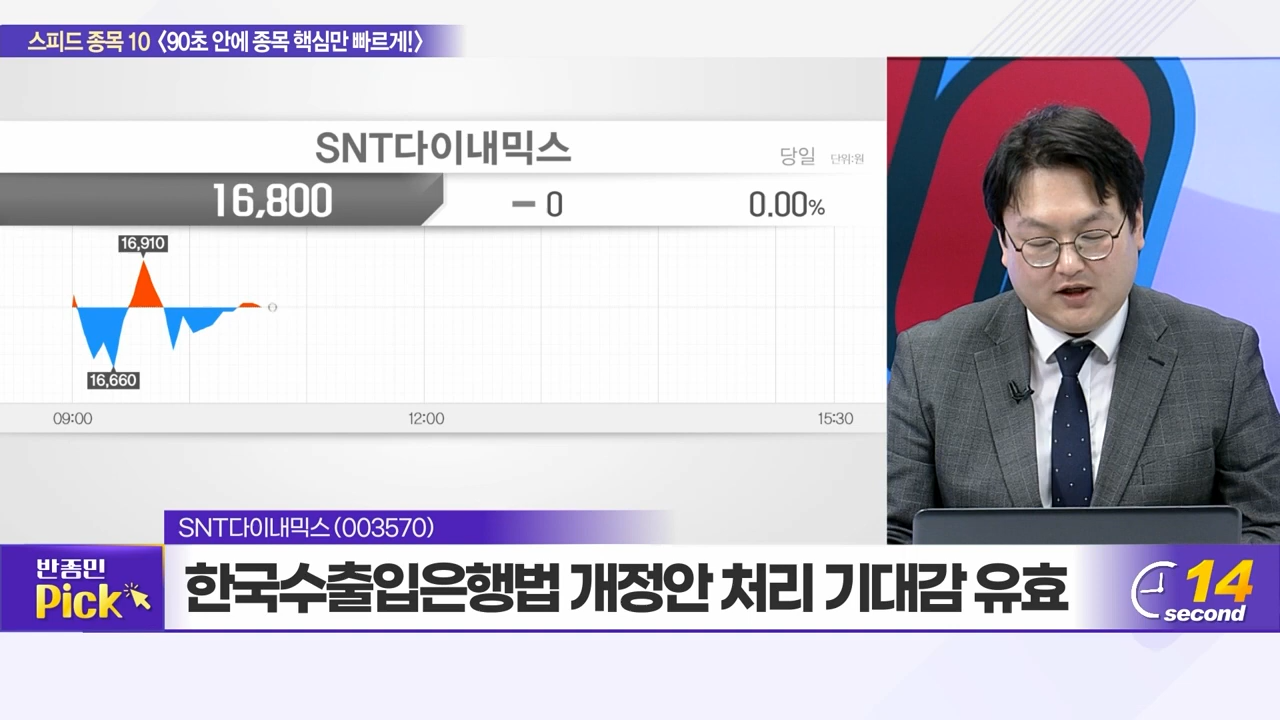 스피드 종목 10 〈90초 안에 종목 핵심만 빠르게!〉
SNT다이내믹스
당일 단위:원
16,800 － 0 0.00%
16,910
16,660
09:00 12:00 15:30
SNT다이내믹스 (003570)
반종민
Pick
한국수출입은행법 개정안 처리 기대감 유효
14
second